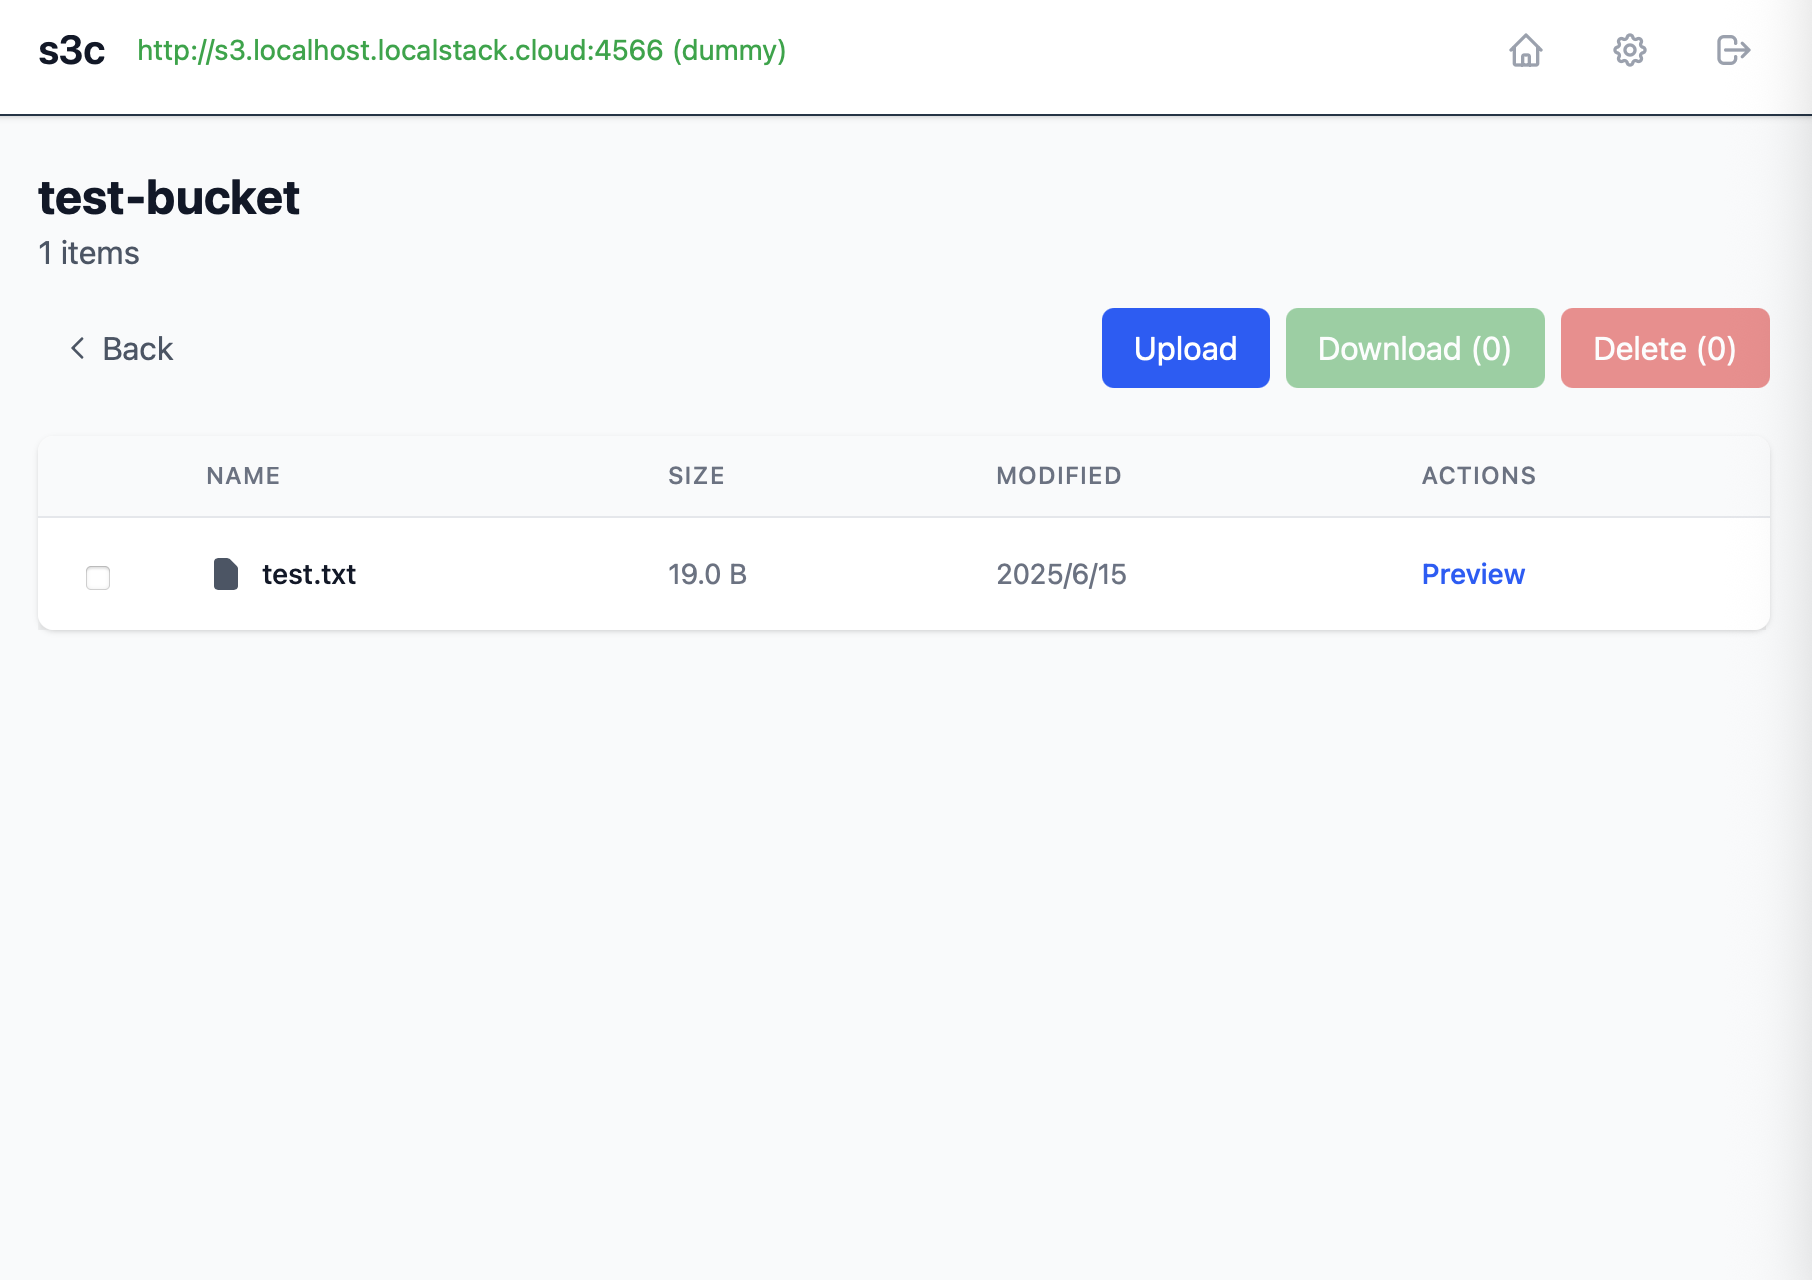 s3c http://s3.localhost.localstack.cloud:4566 (dummy)
test-bucket
1 items
Back Upload Download (0) Delete (0)
NAME SIZE MODIFIED ACTIONS
test.txt 19.0 B 2025/6/15 Preview